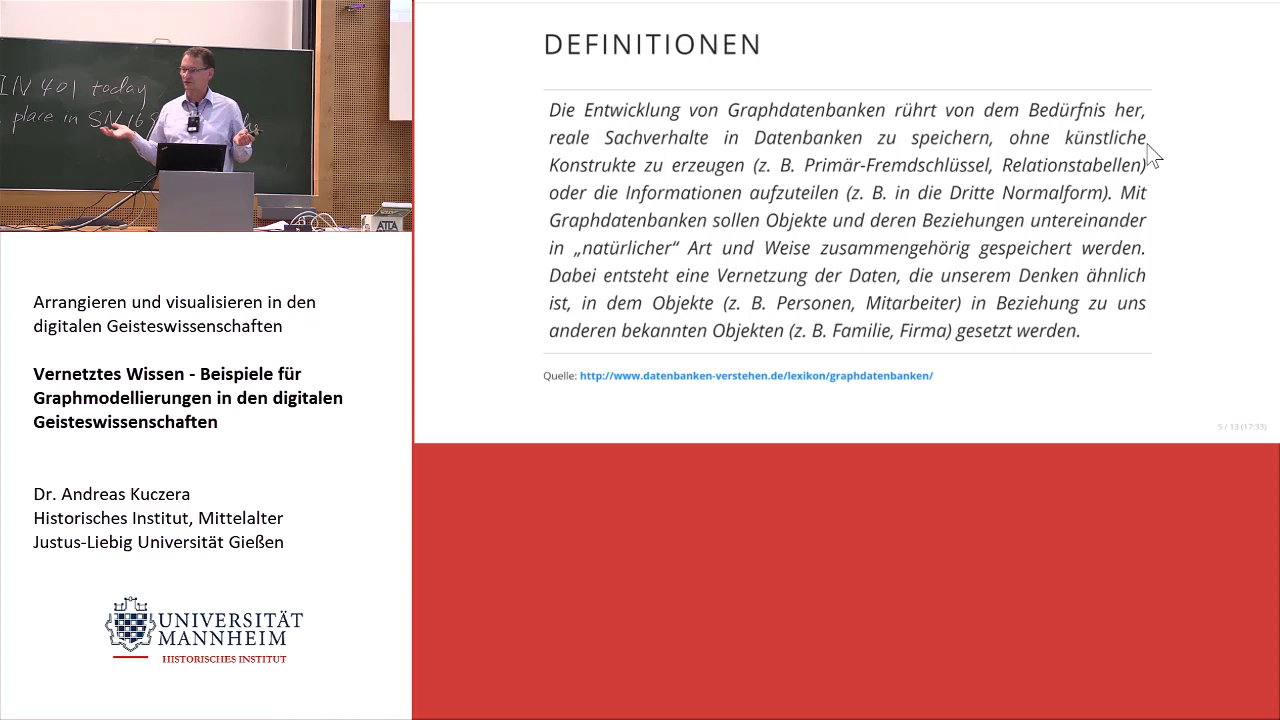 IN 401 today
place in SN 16
ATLA
DEFINITIONEN
Die Entwicklung von Graphdatenbanken rührt von dem Bedürfnis her,
reale Sachverhalte in Datenbanken zu speichern, ohne künstliche
Konstrukte zu erzeugen (z. B. Primär-Fremdschlüssel, Relationstabellen)
oder die Informationen aufzuteilen (z. B. in die Dritte Normalform). Mit
Graphdatenbanken sollen Objekte und deren Beziehungen untereinander
in „natürlicher“ Art und Weise zusammengehörig gespeichert werden.
Dabei entsteht eine Vernetzung der Daten, die unserem Denken ähnlich
ist, in dem Objekte (z. B. Personen, Mitarbeiter) in Beziehung zu uns
anderen bekannten Objekten (z. B. Familie, Firma) gesetzt werden.
Quelle: http://www.datenbanken-verstehen.de/lexikon/graphdatenbanken/
5 / 13 (17:33)
Arrangieren und visualisieren in den
digitalen Geisteswissenschaften
Vernetztes Wissen - Beispiele für
Graphmodellierungen in den digitalen
Geisteswissenschaften
Dr. Andreas Kuczera
Historisches Institut, Mittelalter
Justus-Liebig Universität Gießen
UNIVERSITÄT
MANNHEIM
HISTORISCHES INSTITUT